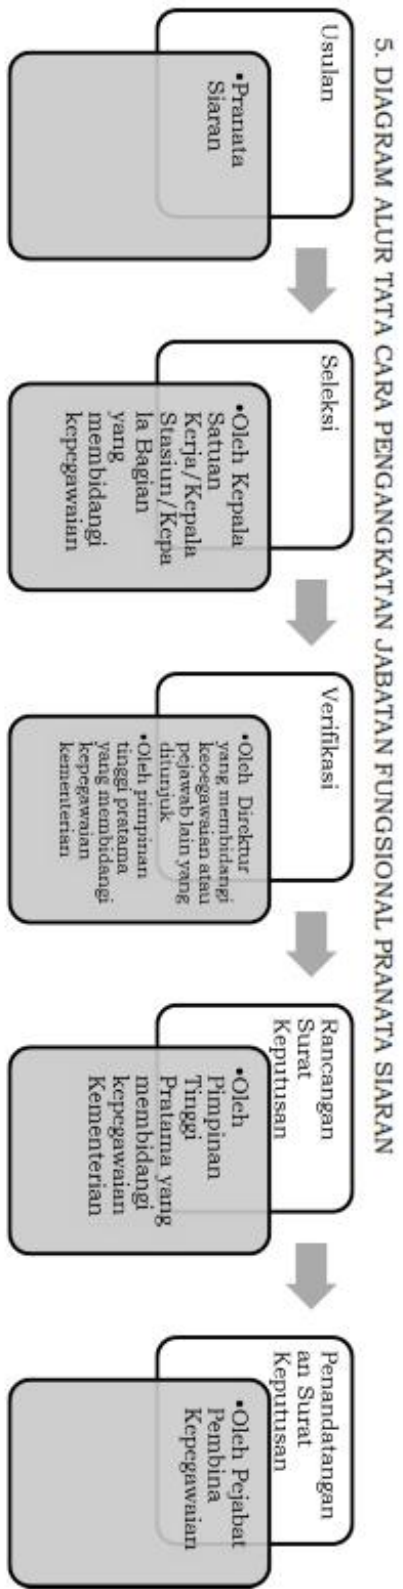 5. DIAGRAM ALUR TATA CARA PENGANGKATAN JABATAN FUNGSIONAL PRANATA SIARAN
Usulan
•Pranata
Siaran
Seleksi
•Oleh Kepala
Satuan
Kerja/Kepala
Stasiun/Kepa
la Bagian
yang
membidangi
kepegawaian
Verifikasi
•Oleh Direktur
yang membidangi
keoegawaian atau
pejawab lain yang
ditunjuk
•Oleh pimpinan
tinggi pratama
yang membidangi
kepegawaian
kementerian
Rancangan
Surat
Keputusan
•Oleh
Pimpinan
Tinggi
Pratama yang
membidangi
kepegawaian
Kementerian
Penandatangan
an Surat
Keputusan
•Oleh Pejabat
Pembina
Kepegawaian